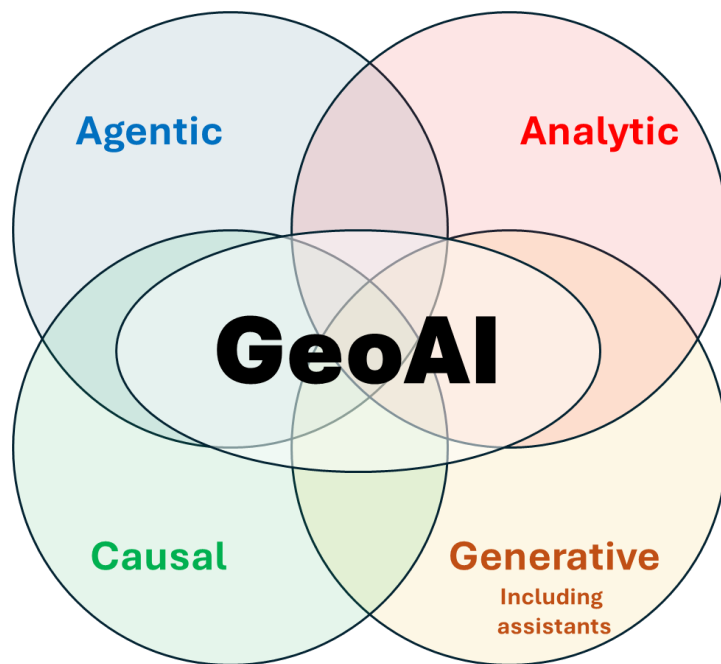 Agentic
Analytic
GeoAI
Causal
Generative
Including
assistants